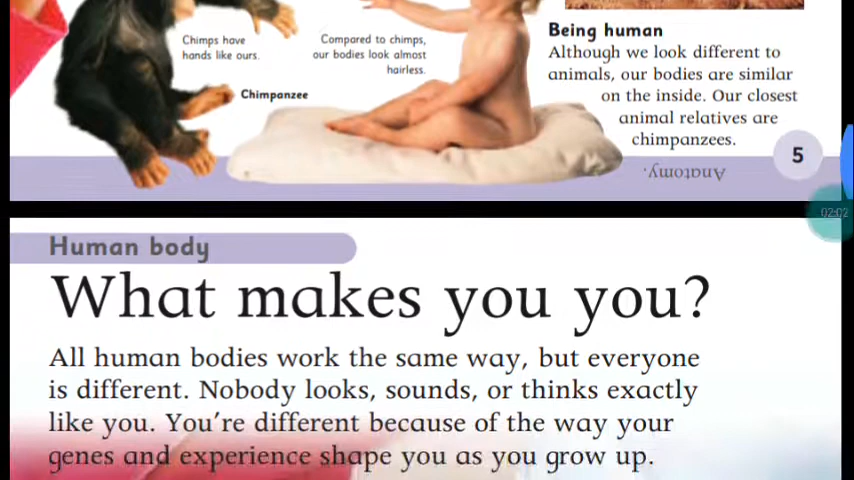 Chimps have
hands like ours.
Compared to chimps,
our bodies look almost
hairless.
Chimpanzee
Being human
Although we look different to
animals, our bodies are similar
on the inside. Our closest
animal relatives are
chimpanzees.
Anatomy.
5
02:02
Human body
What makes you you?
All human bodies work the same way, but everyone
is different. Nobody looks, sounds, or thinks exactly
like you. You're different because of the way your
genes and experience shape you as you grow up.